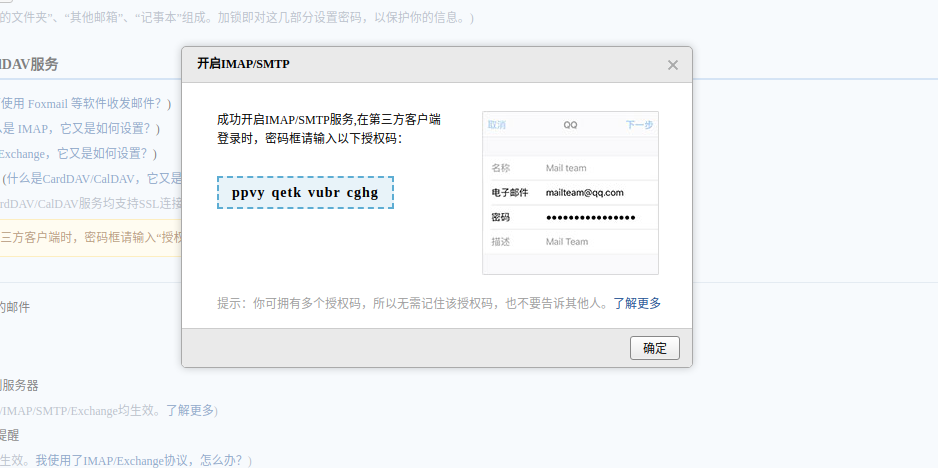 的文件夹”、“其他邮箱”、“记事本”组成。加锁即对这几部分设置密码，以保护你的信息。)
DAV服务
使用 Foxmail 等软件收发邮件？)
是 IMAP，它又是如何设置？)
Exchange，它又是如何设置？)
(什么是CardDAV/CalDAV，它又是
rdDAV/CalDAV服务均支持SSL连接
三方客户端时，密码框请输入“授权
的邮件
服务器
/IMAP/SMTP/Exchange均生效。了解更多)
提醒
生效。我使用了IMAP/Exchange协议，怎么办？)
开启IMAP/SMTP
×
成功开启IMAP/SMTP服务,在第三方客户端
登录时，密码框请输入以下授权码：
ppvy qetk vubr cghg
取消 QQ 下一步
名称 Mail team
电子邮件 mailteam@qq.com
密码 ●●●●●●●●●●●●●●●●
描述 Mail Team
提示：你可拥有多个授权码，所以无需记住该授权码，也不要告诉其他人。了解更多
确定